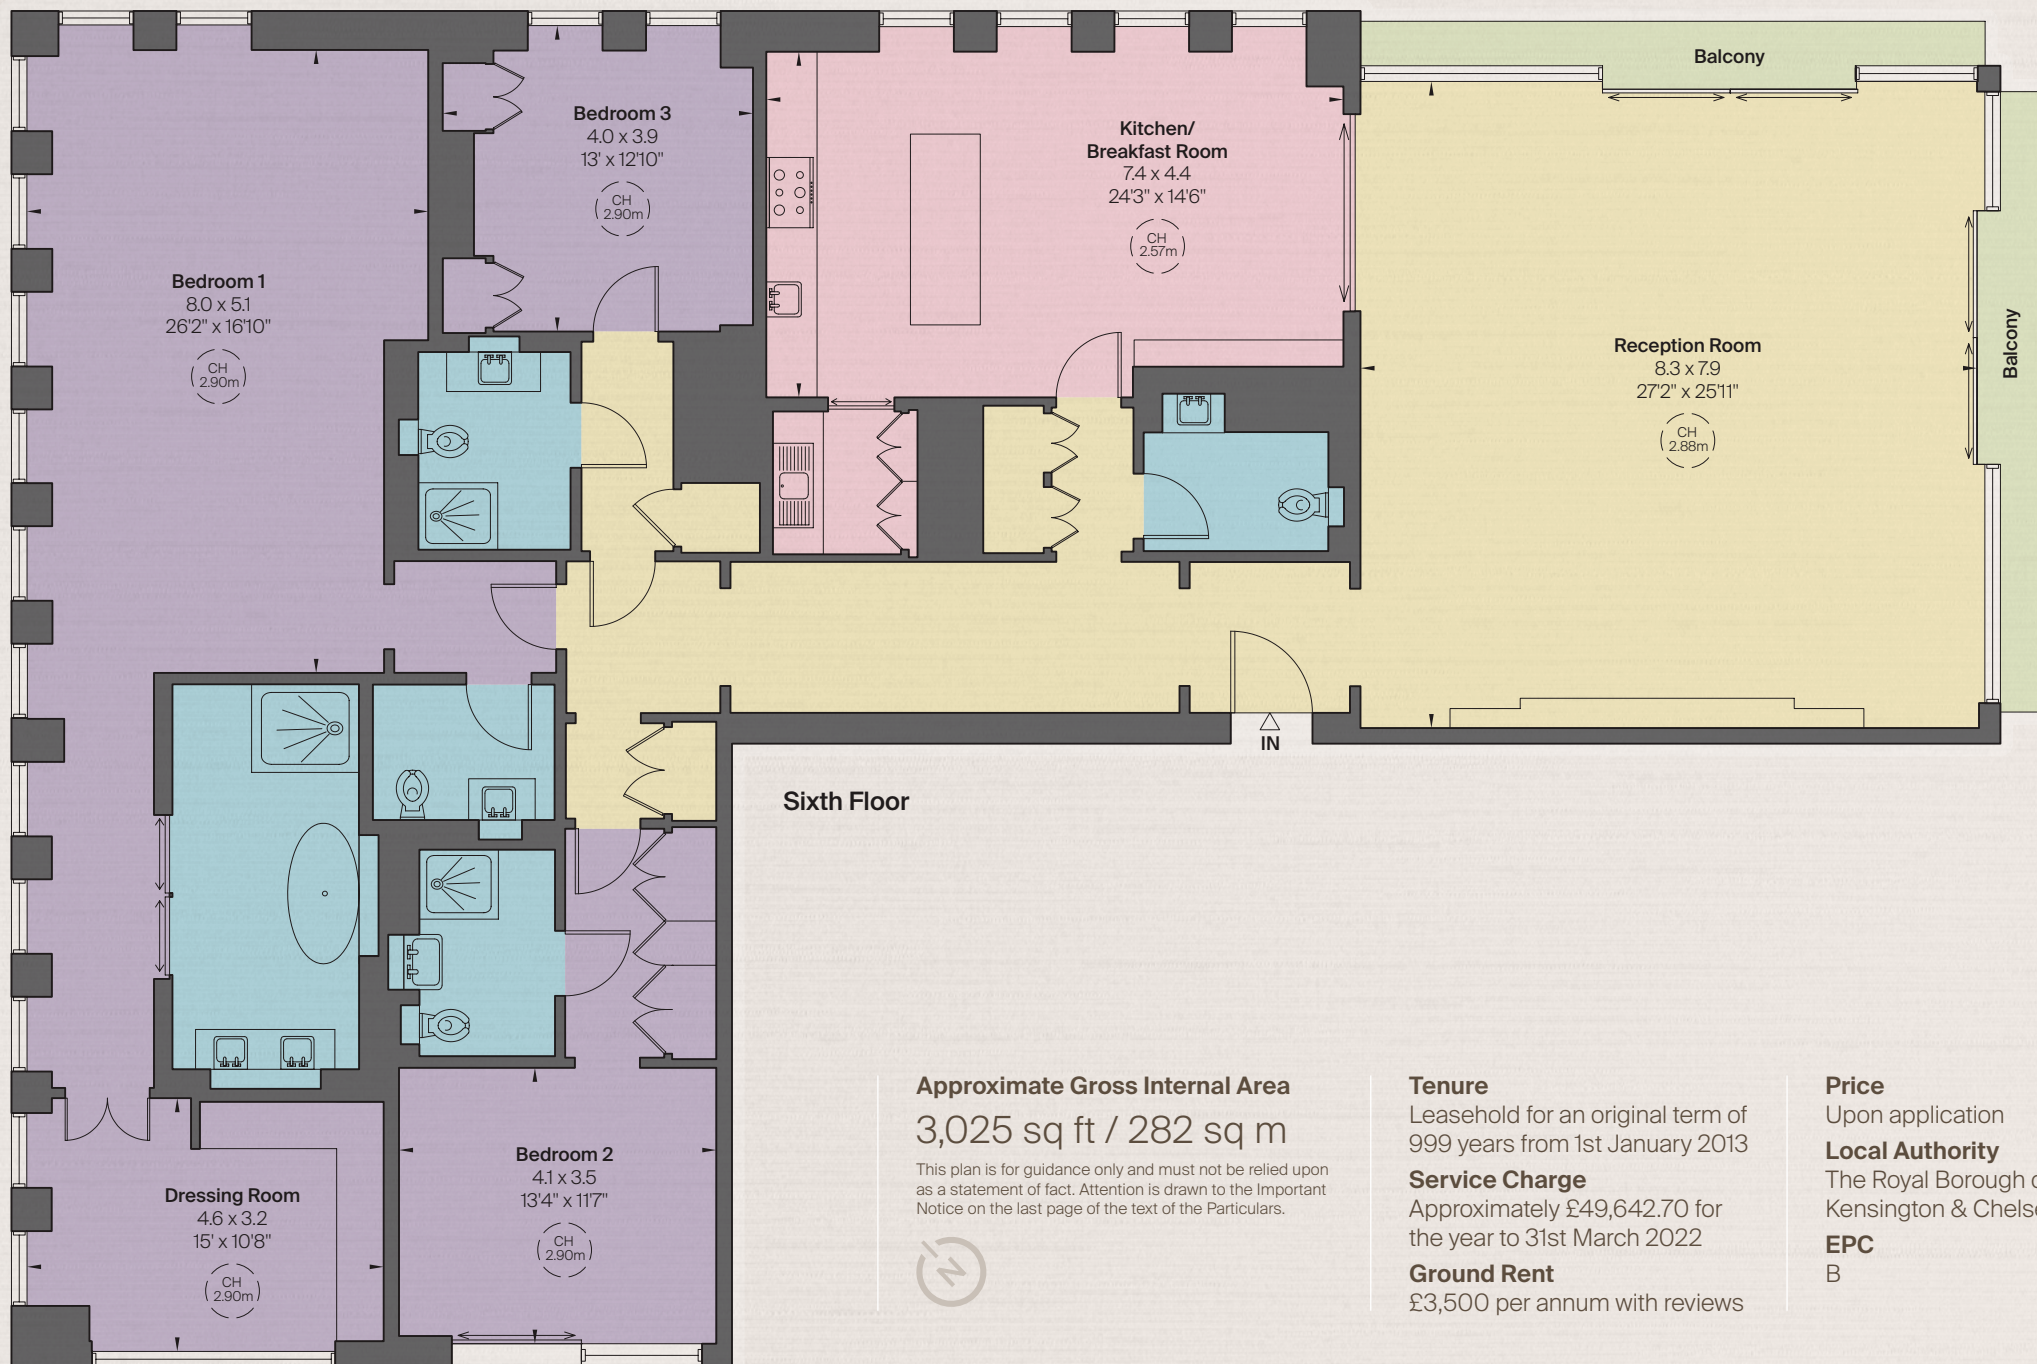 Balcony
Bedroom 3
4.0 x 3.9
13' x 12'10"
CH
2.90m
Kitchen/
Breakfast Room
7.4 x 4.4
24'3" x 14'6"
CH
2.57m
Bedroom 1
8.0 x 5.1
26'2" x 16'10"
CH
2.90m
Reception Room
8.3 x 7.9
27'2" x 25'11"
CH
2.88m
Balcony
IN
Sixth Floor
Dressing Room
4.6 x 3.2
15' x 10'8"
CH
2.90m
Bedroom 2
4.1 x 3.5
13'4" x 11'7"
CH
2.90m
Approximate Gross Internal Area
3,025 sq ft / 282 sq m
This plan is for guidance only and must not be relied upon
as a statement of fact. Attention is drawn to the Important
Notice on the last page of the text of the Particulars.
N
Tenure
Leasehold for an original term of
999 years from 1st January 2013
Service Charge
Approximately £49,642.70 for
the year to 31st March 2022
Ground Rent
£3,500 per annum with reviews
Price
Upon application
Local Authority
The Royal Borough
Kensington &
EPC
B